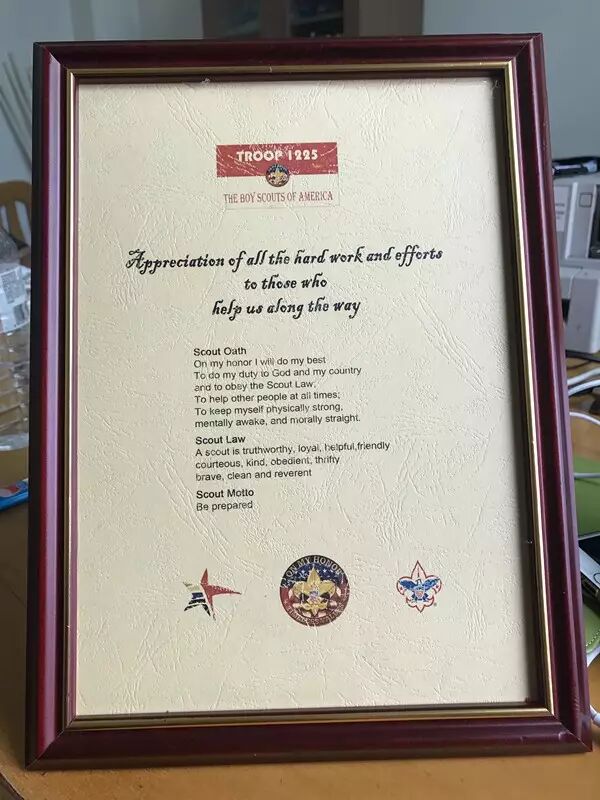 TROOP 1225
THE BOY SCOUTS OF AMERICA
Appreciation of all the hard work and efforts
to those who
help us along the way
Scout Oath
On my honor I will do my best
To do my duty to God and my country
and to obey the Scout Law;
To help other people at all times;
To keep myself physically strong,
mentally awake, and morally straight.
Scout Law
A scout is truthworthy, loyal, helpful,friendly
courteous, kind, obedient, thrifty
brave, clean and reverent
Scout Motto
Be prepared
ON MY HONOR